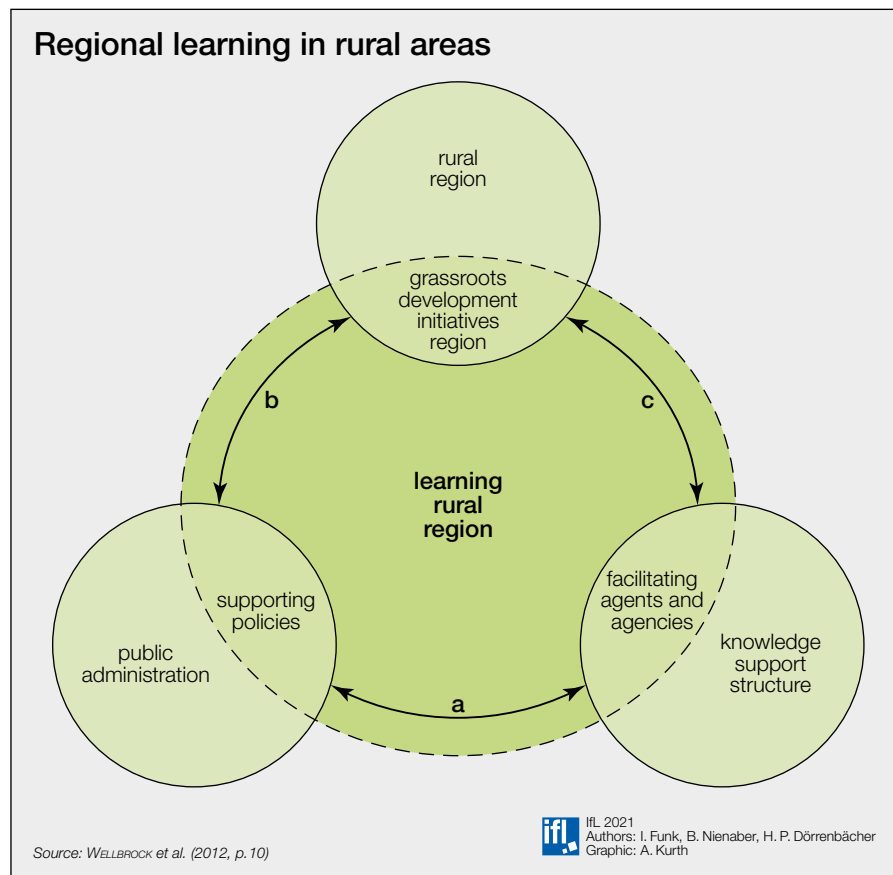 Regional learning in rural areas
rural
region
grassroots
development
initiatives
region
b
c
learning
rural
region
supporting
policies
facilitating
agents and
agencies
public
administration
knowledge
support
structure
a
Source: WELLBROCK et al. (2012, p.10)
ifl
IfL 2021
Authors: I. Funk, B. Nienaber, H. P. Dörrenbächer
Graphic: A. Kurth